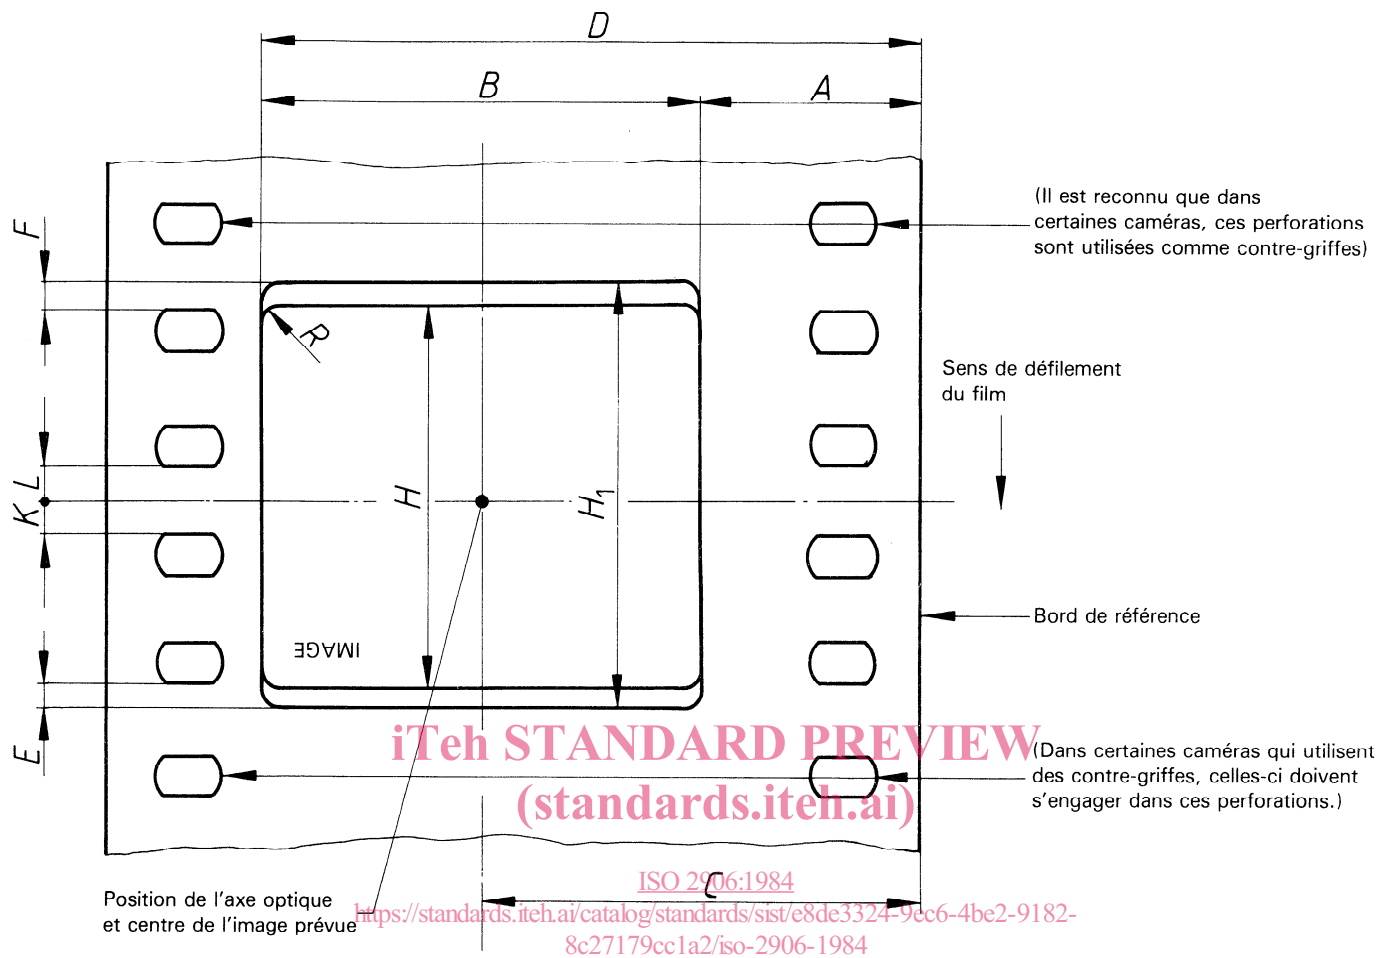 D
B
A
F
(Il est reconnu que dans
certaines caméras, ces perforations
sont utilisées comme contre-griffes)
R
Sens de défilement
du film
L
K
H
H1
Bord de référence
IMAGE
E
iTeh STANDARD PREVIEW
(standards.iteh.ai)
(Dans certaines caméras qui utilisent
des contre-griffes, celles-ci doivent
s'engager dans ces perforations.)
ISO 2906:1984
C
Position de l'axe optique
et centre de l'image prévue
https://standards.iteh.ai/catalog/standards/sist/e8de3324-9cc6-4be2-9182-
8c27179cc1a2/iso-2906-1984